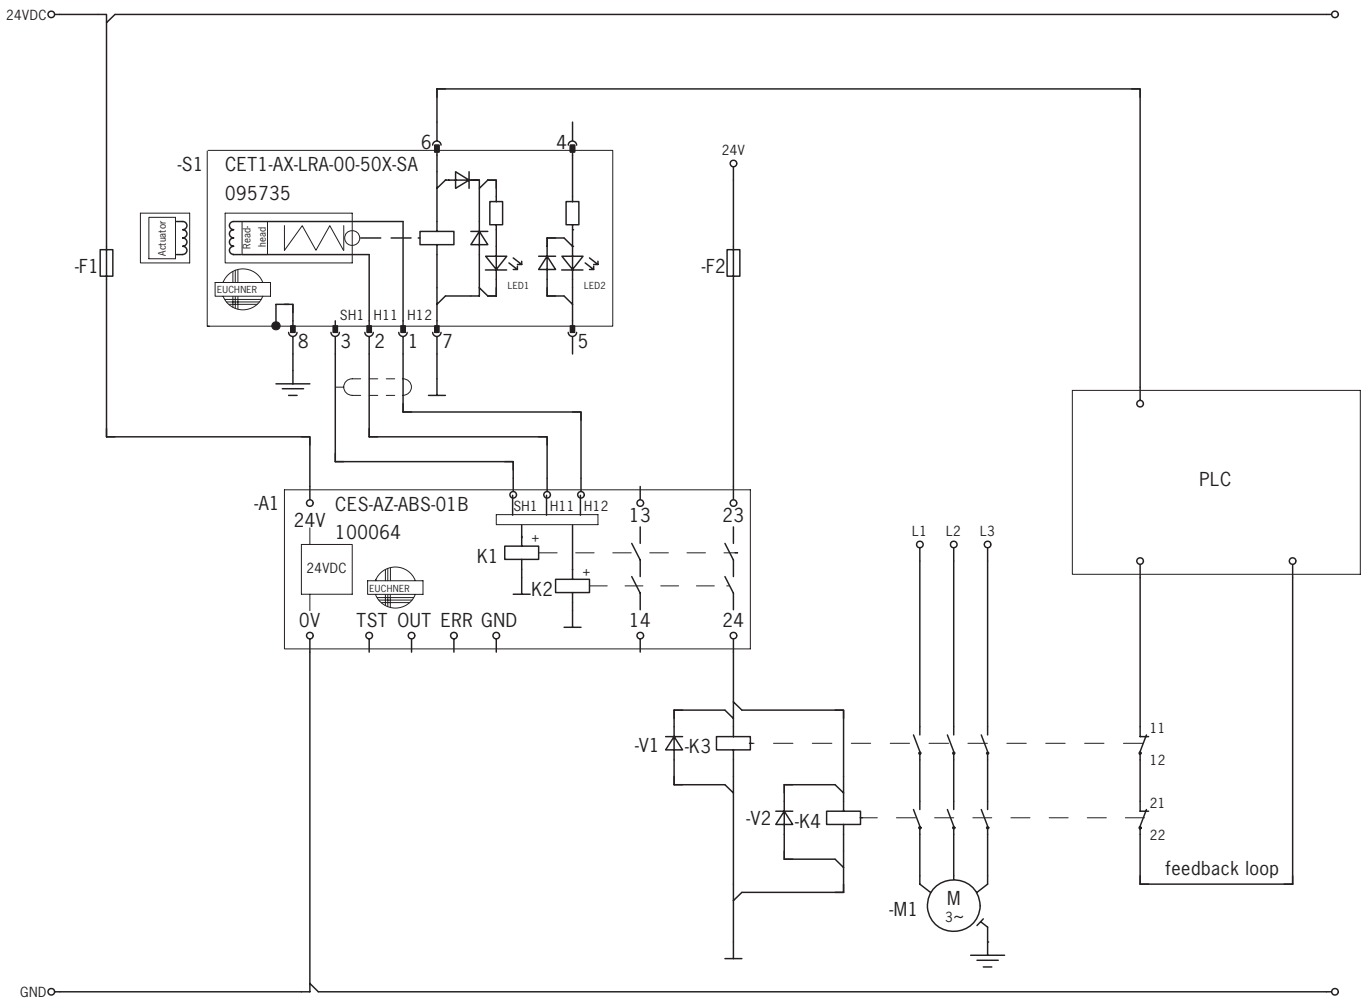 24VDC
6
4
-S1
CET1-AX-LRA-00-50X-SA
095735
24V
Actuator
Read-
head
-F1
-F2
EUCHNER
LED1
LED2
SH1
H11
H12
8
3
2
1
7
5
PLC
-A1
24V
CES-AZ-ABS-01B
100064
SH1
H11
H12
13
23
L1
L2
L3
K1
+
24VDC
EUCHNER
K2
+
0V
TST
OUT
ERR
GND
14
24
11
-V1
-K3
12
21
-V2
-K4
22
feedback loop
-M1
M
3~
GND